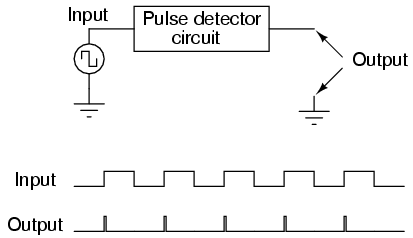 Input
Pulse detector
circuit
Output
Input
Output